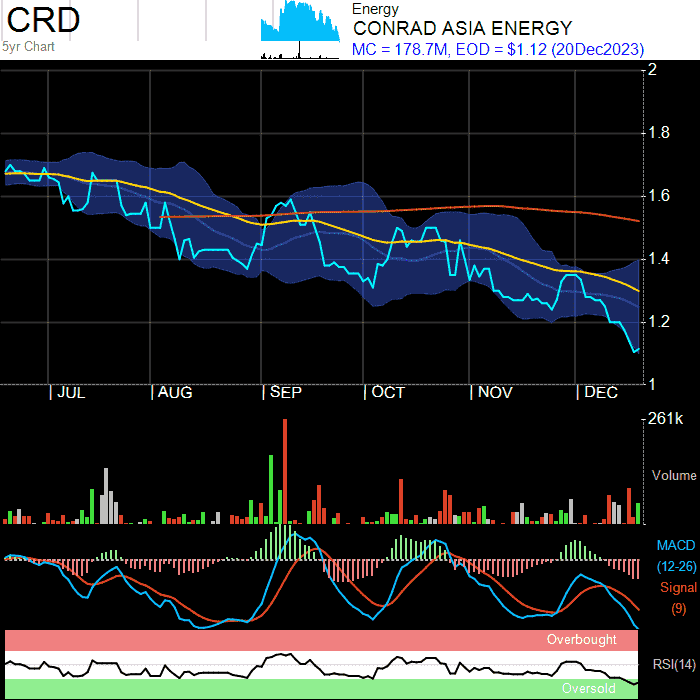 CRD
5yr Chart
Energy
CONRAD ASIA ENERGY
MC = 178.7M, EOD = $1.12 (20Dec2023)
2
1.8
1.6
1.4
1.2
1
| JUL | AUG | SEP | OCT | NOV | DEC
261k
Volume
MACD
(12-26)
Signal
(9)
Overbought
RSI(14)
Oversold